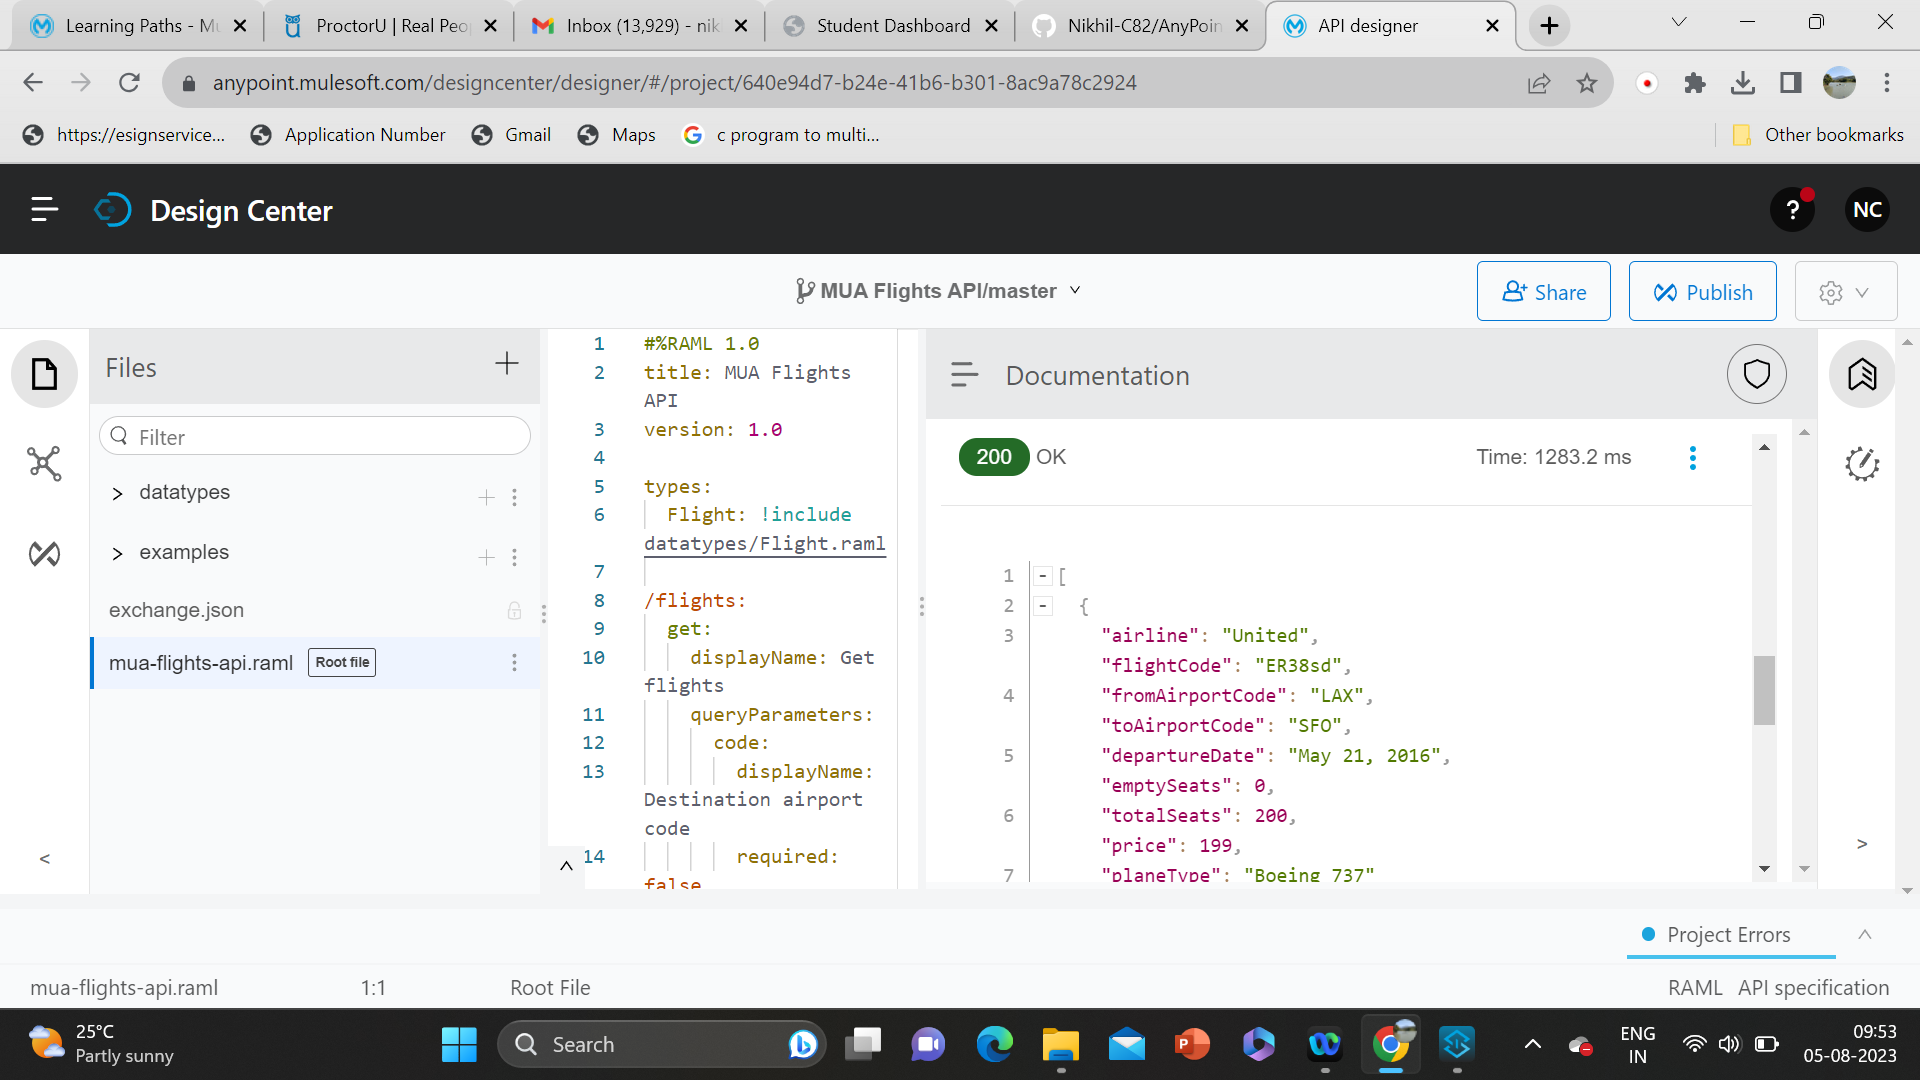 Learning Paths - Mu
ProctorU | Real Peop
Inbox (13,929) - nik
Student Dashboard
Nikhil-C82/AnyPoin
API designer
anypoint.mulesoft.com/designcenter/designer/#/project/640e94d7-b24e-41b6-b301-8ac9a78c2924
https://esignservice...
Application Number
Gmail
Maps
c program to multi...
Other bookmarks
Design Center
?
NC
MUA Flights API/master
Share
Publish
Files
Filter
datatypes
examples
exchange.json
mua-flights-api.raml Root file
1 #%RAML 1.0
2 title: MUA Flights
API
3 version: 1.0
4
5 types:
6 Flight: !include
datatypes/Flight.raml
7
8 /flights:
9 get:
10 displayName: Get
flights
11 queryParameters:
12 code:
13 displayName:
Destination airport
code
14 required:
false
Documentation
200 OK
Time: 1283.2 ms
1 - [
2 - {
3 "airline": "United",
"flightCode": "ER38sd",
4 "fromAirportCode": "LAX",
"toAirportCode": "SFO",
5 "departureDate": "May 21, 2016",
"emptySeats": 0,
6 "totalSeats": 200,
"price": 199,
7 "planeType": "Boeing 737"
Project Errors
mua-flights-api.raml
1:1
Root File
RAML API specification
25°C
Partly sunny
Search
ENG
IN
09:53
05-08-2023